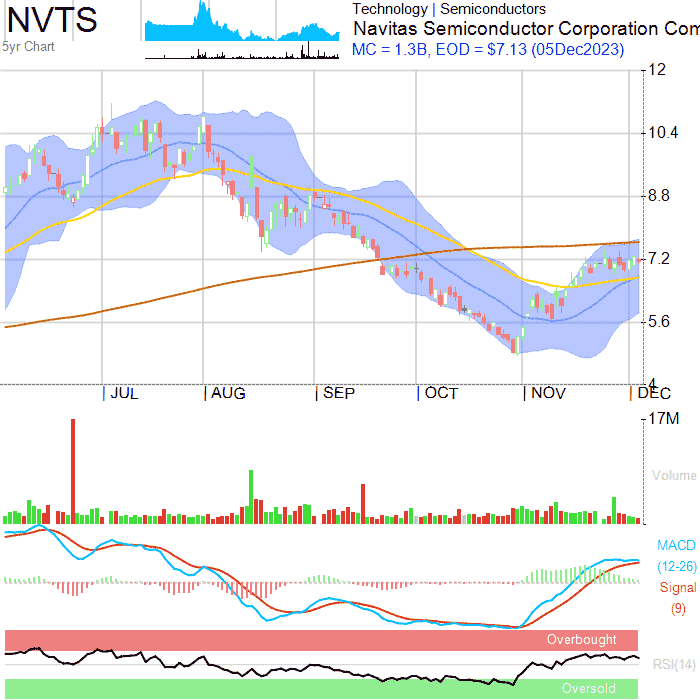 NVTS
5yr Chart
Technology | Semiconductors
Navitas Semiconductor Corporation Com
MC = 1.3B, EOD = $7.13 (05Dec2023)
12
10.4
8.8
7.2
5.6
4
JUL
AUG
SEP
OCT
NOV
DEC
17M
Volume
MACD
(12-26)
Signal
(9)
Overbought
RSI(14)
Oversold